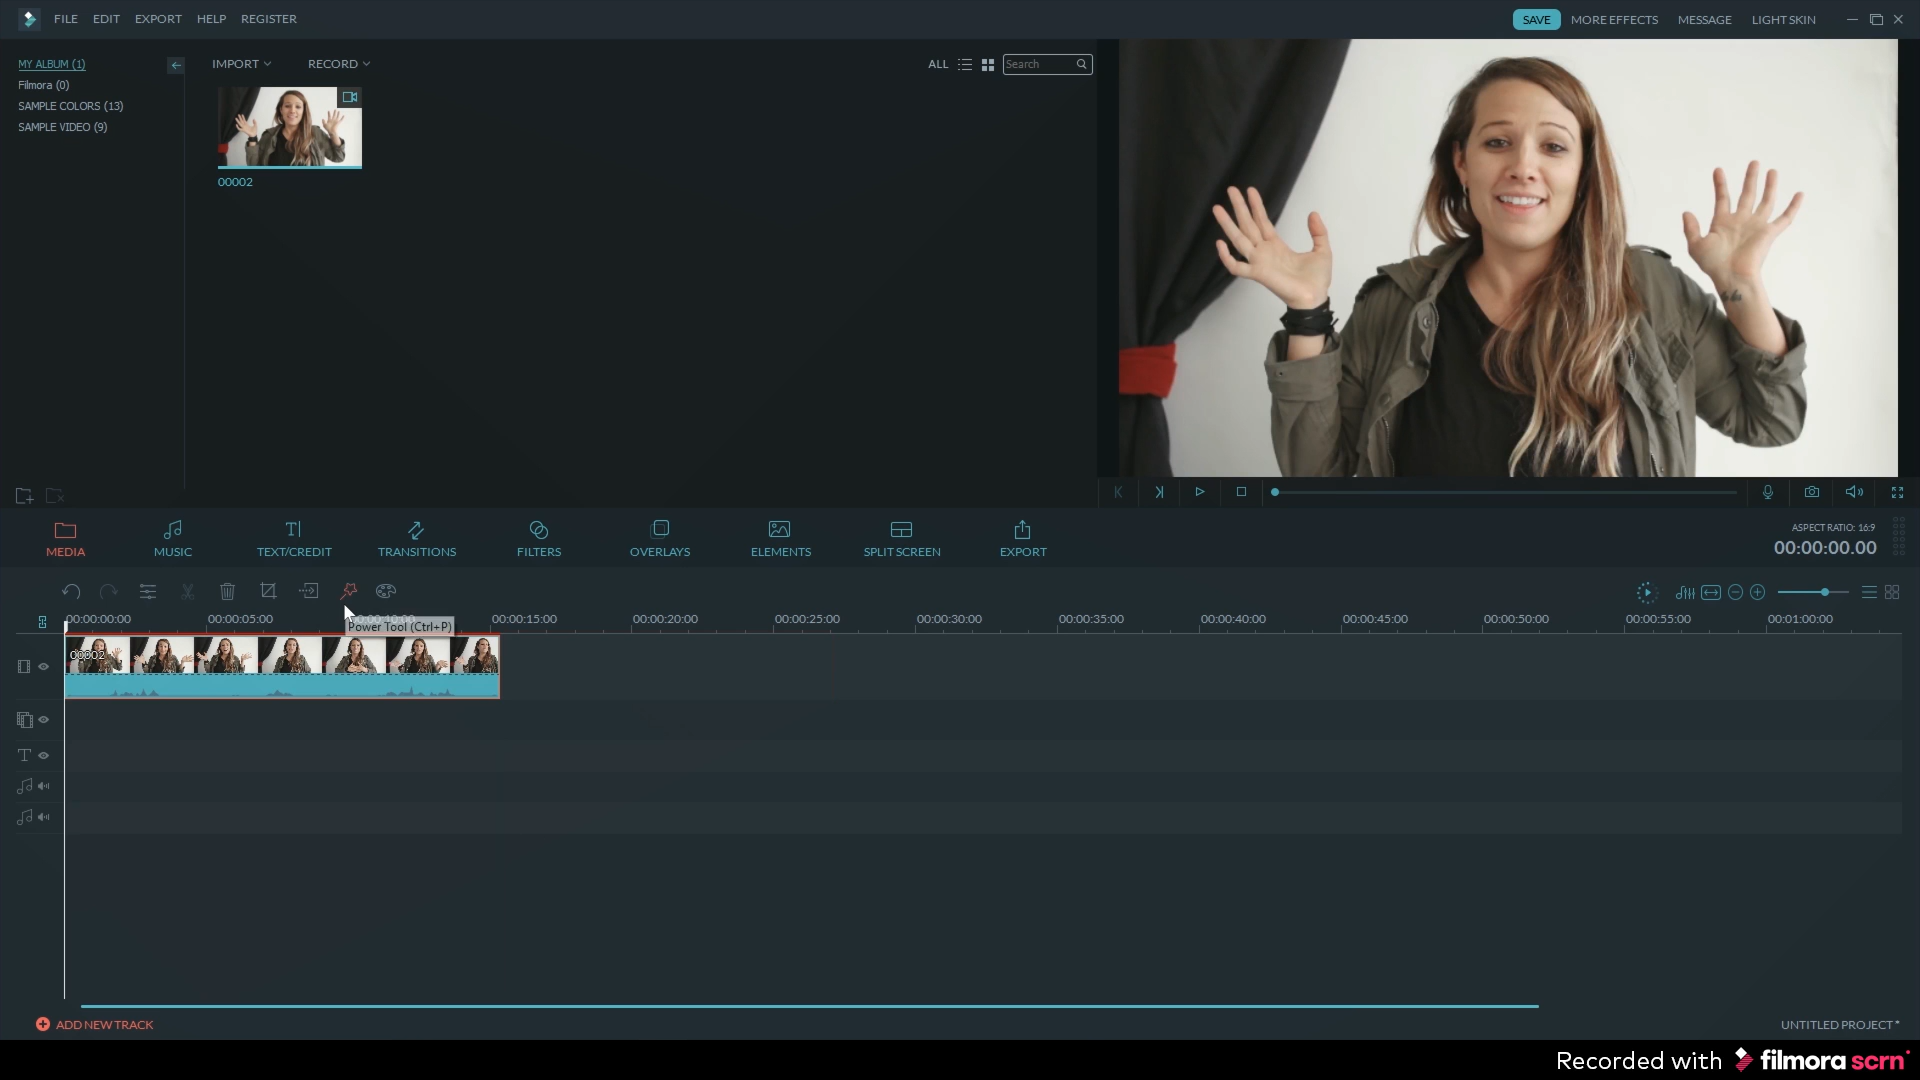 FILE EDIT EXPORT HELP REGISTER
SAVE MORE EFFECTS MESSAGE LIGHT SKIN
MY ALBUM (1)
Filmora (0)
SAMPLE COLORS (13)
SAMPLE VIDEO (9)
IMPORT RECORD
ALL Search
00002
MEDIA MUSIC TEXT/CREDIT TRANSITIONS FILTERS OVERLAYS ELEMENTS SPLIT SCREEN EXPORT
ASPECT RATIO: 16:9
00:00:00.00
00:00:00:00 00:00:05:00 00:00:10:00 00:00:15:00 00:00:20:00 00:00:25:00 00:00:30:00 00:00:35:00 00:00:40:00 00:00:45:00 00:00:50:00 00:00:55:00 00:01:00:00
Power Tool (Ctrl+P)
00002
ADD NEW TRACK
UNTITLED PROJECT*
Recorded with filmora scrn